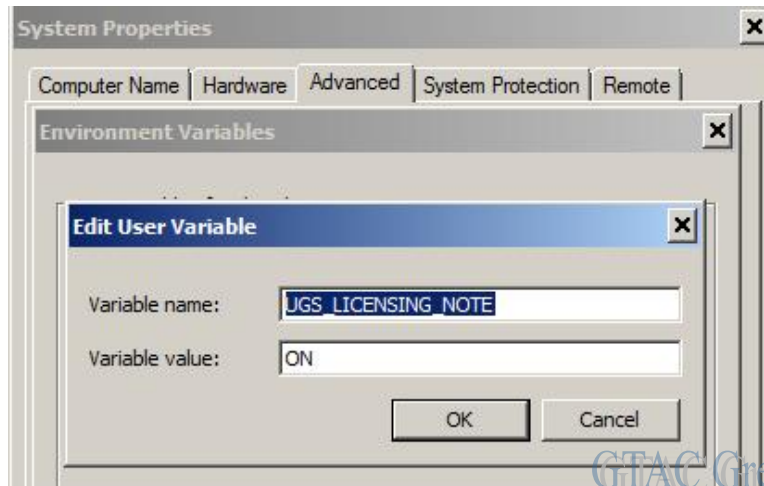 System Properties
Computer Name Hardware Advanced System Protection Remote
Environment Variables
Edit User Variable
Variable name: UGS_LICENSING_NOTE
Variable value: ON
OK Cancel
GTAC